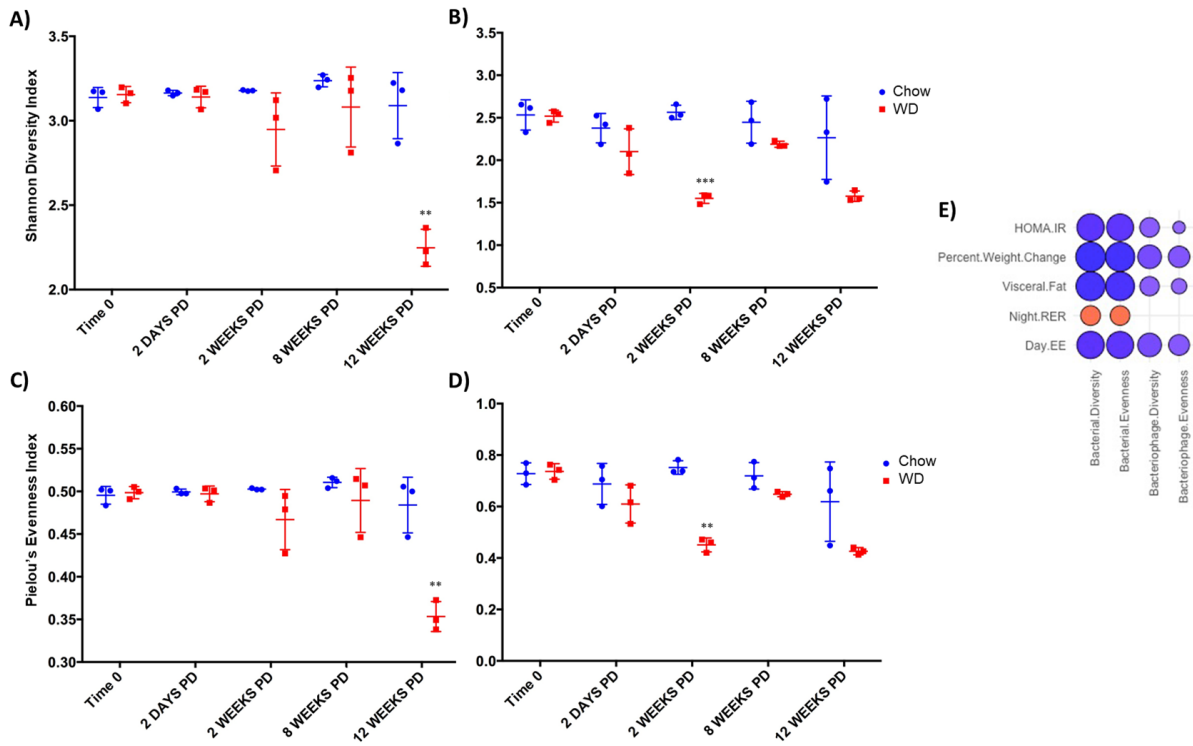 A)
Shannon Diversity Index
3.5
3.0
2.5
2.0
**
Time 0
2 DAYS PD
2 WEEKS PD
8 WEEKS PD
12 WEEKS PD
B)
3.5
3.0
2.5
2.0
1.5
1.0
0.5
***
Time 0
2 DAYS PD
2 WEEKS PD
8 WEEKS PD
12 WEEKS PD
Chow
WD
C)
Pielou's Evenness Index
0.60
0.55
0.50
0.45
0.40
0.35
0.30
**
Time 0
2 DAYS PD
2 WEEKS PD
8 WEEKS PD
12 WEEKS PD
D)
1.0
0.8
0.6
0.4
0.2
0.0
**
Time 0
2 DAYS PD
2 WEEKS PD
8 WEEKS PD
12 WEEKS PD
Chow
WD
E)
HOMA.IR
Percent.Weight.Change
Visceral.Fat
Night.RER
Day.EE
Bacterial.Diversity
Bacterial.Evenness
Bacteriophage.Diversity
Bacteriophage.Evenness